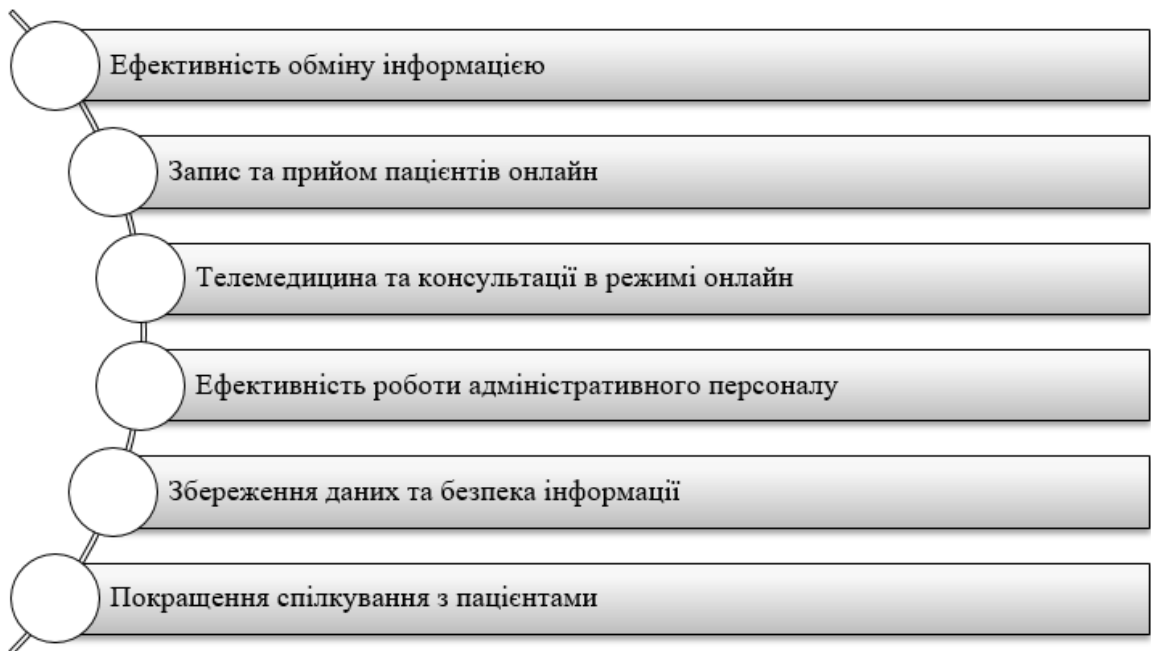 Ефективність обміну інформацією
Запис та прийом пацієнтів онлайн
Телемедицина та консультації в режимі онлайн
Ефективність роботи адміністративного персоналу
Збереження даних та безпека інформації
Покращення спілкування з пацієнтами